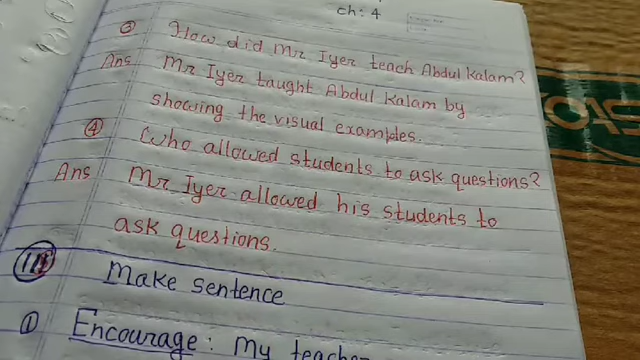 ch: 4
③ How did Mr Iyer teach Abdul Kalam?
Ans Mr Iyer taught Abdul Kalam by
showing the visual examples.
④ Who allowed students to ask questions?
Ans Mr Iyer allowed his students to
ask questions.
III Make sentence
① Encourage: My teacher